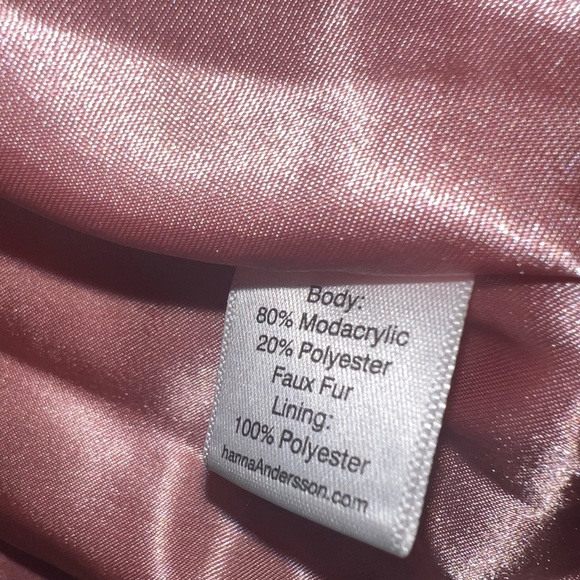 Body:
80% Modacrylic
20% Polyester
Faux Fur
Lining:
100% Polyester
hannaAndersson.com